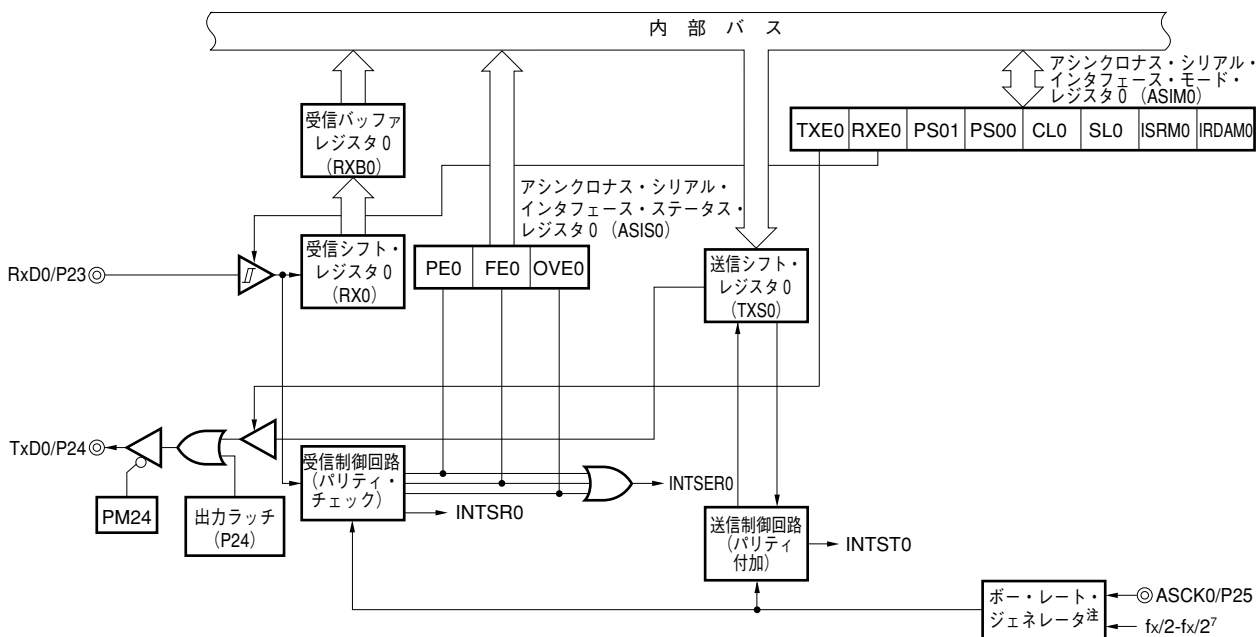 内部バス
アシンクロナス・シリアル・
インタフェース・モード・
レジスタ0（ASIM0）
TXE0 RXE0 PS01 PS00 CL0 SL0 ISRM0 IRDAM0
受信バッファ
レジスタ0
（RXB0）
アシンクロナス・シリアル・
インタフェース・ステータス・
レジスタ0（ASIS0）
RxD0/P23
受信シフト・
レジスタ0
（RX0）
PE0 FE0 OVE0
送信シフト・
レジスタ0
（TXS0）
TxD0/P24
PM24
出力ラッチ
（P24）
受信制御回路
（パリティ・
チェック）
INTSER0
INTSR0
送信制御回路
（パリティ
付加）
INTST0
ボー・レート・
ジェネレータ注
ASCK0/P25
fx/2-fx/2⁷